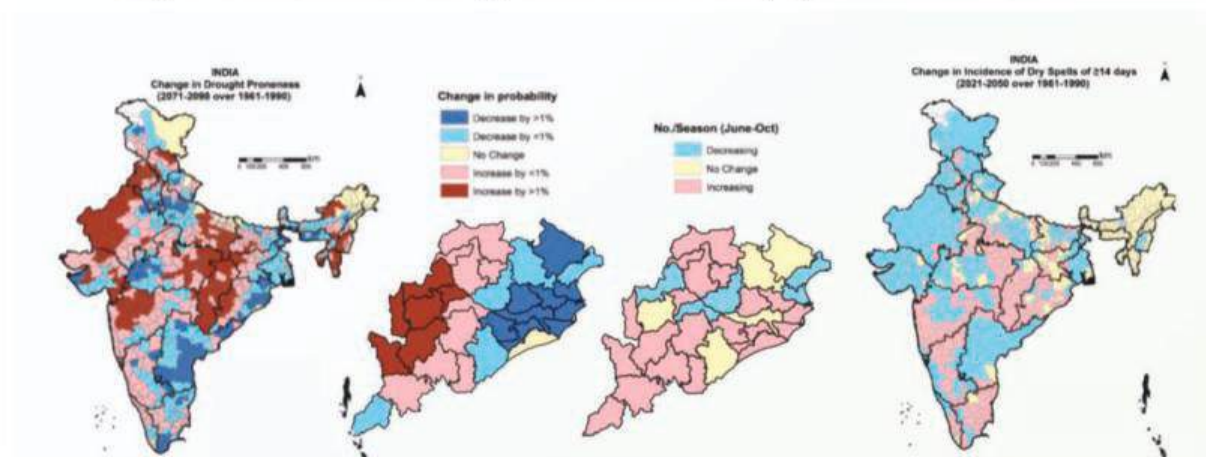 INDIA
Change in Drought Proneness
(2071-2098 over 1961-1990)
km
Change in probability
Decrease by >1%
Decrease by <1%
No Change
Increase by <1%
Increase by >1%
No./Season (June-Oct)
Decreasing
No Change
Increasing
INDIA
Change in Incidence of Dry Spells of ≥14 days
(2021-2050 over 1961-1990)
km